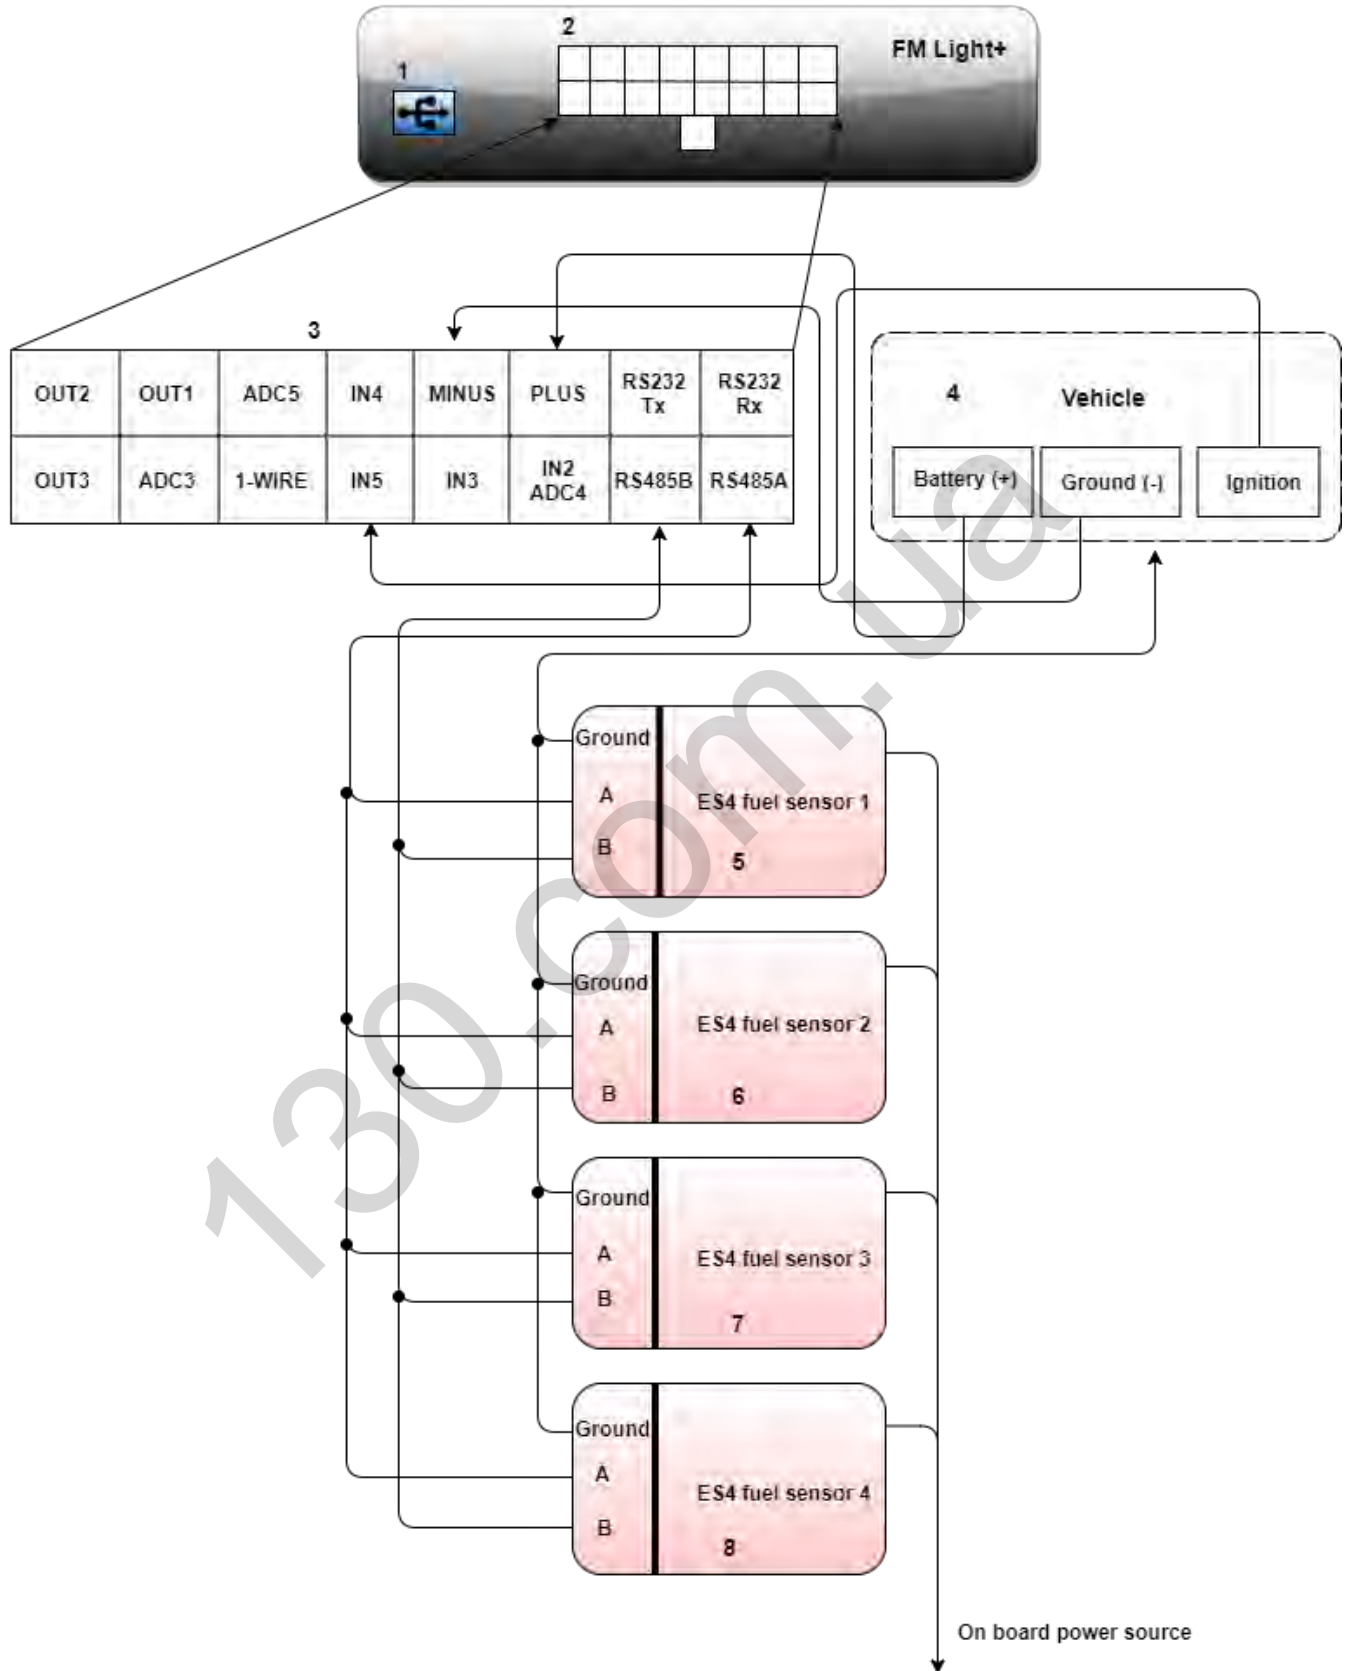 2
FM Light+
1
3
OUT2 OUT1 ADC5 IN4 MINUS PLUS RS232 Tx RS232 Rx
OUT3 ADC3 1-WIRE IN5 IN3 IN2 ADC4 RS485B RS485A
4 Vehicle
Battery (+) Ground (-) Ignition
Ground
A
ES4 fuel sensor 1
B
5
Ground
A
ES4 fuel sensor 2
B
6
Ground
A
ES4 fuel sensor 3
B
7
Ground
A
ES4 fuel sensor 4
B
8
On board power source
130.com.ua